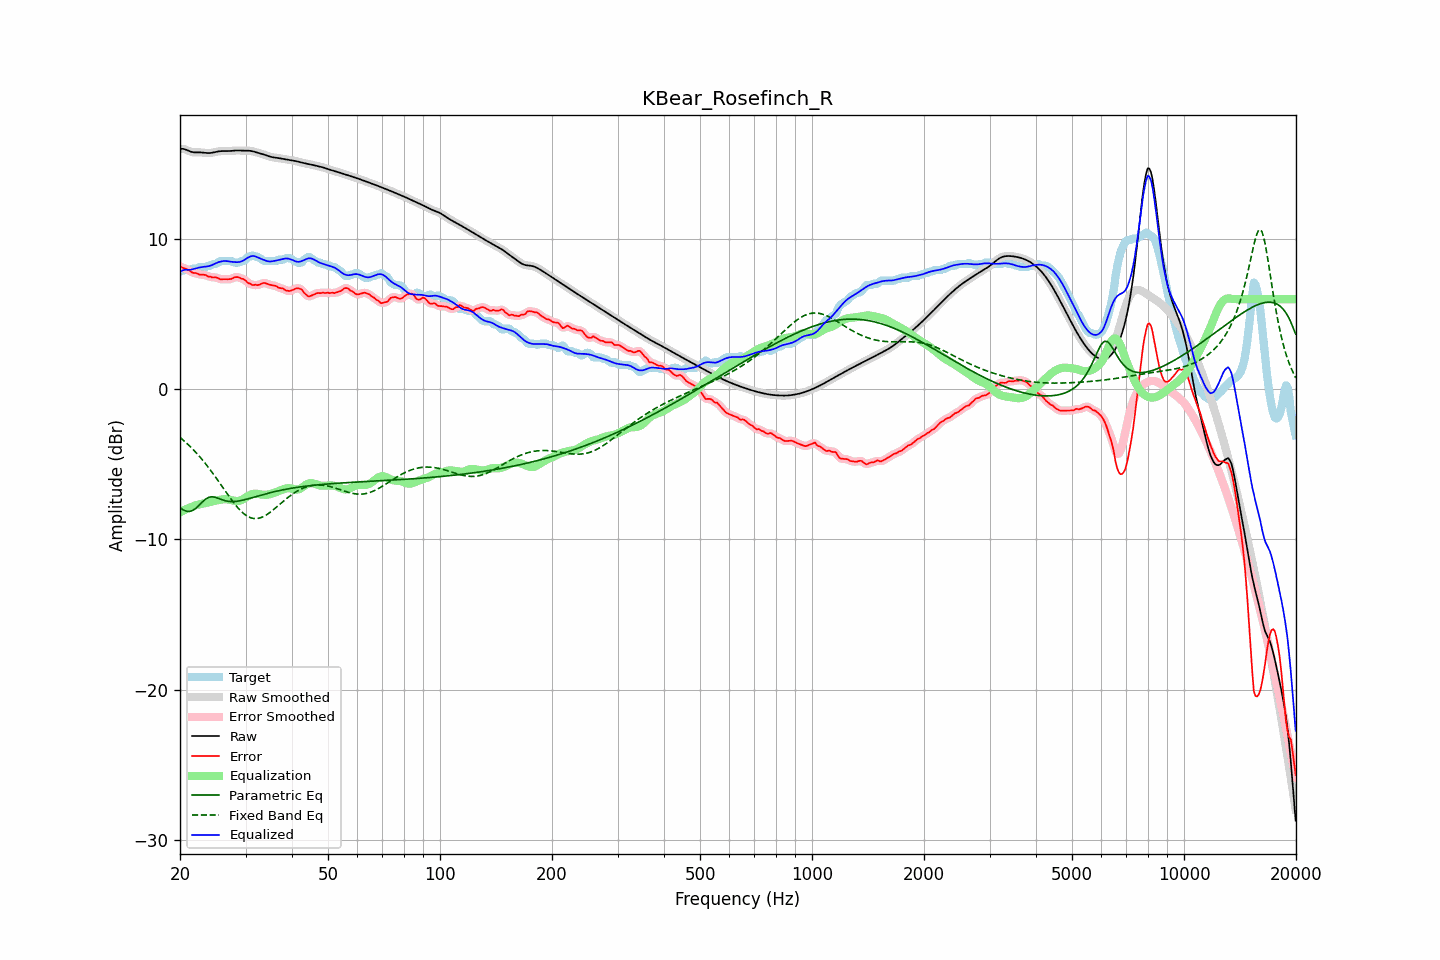 KBear_Rosefinch_R
Amplitude (dBr)
10
0
−10
−20
−30
Target
Raw Smoothed
Error Smoothed
Raw
Error
Equalization
Parametric Eq
Fixed Band Eq
Equalized
20 50 100 200 500 1000 2000 5000 10000 20000
Frequency (Hz)